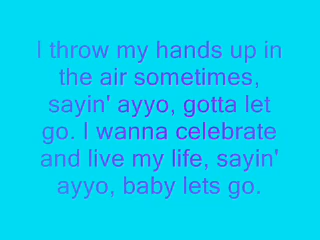 I throw my hands up in
the air sometimes,
sayin' ayyo, gotta let
go. I wanna celebrate
and live my life, sayin'
ayyo, baby lets go.